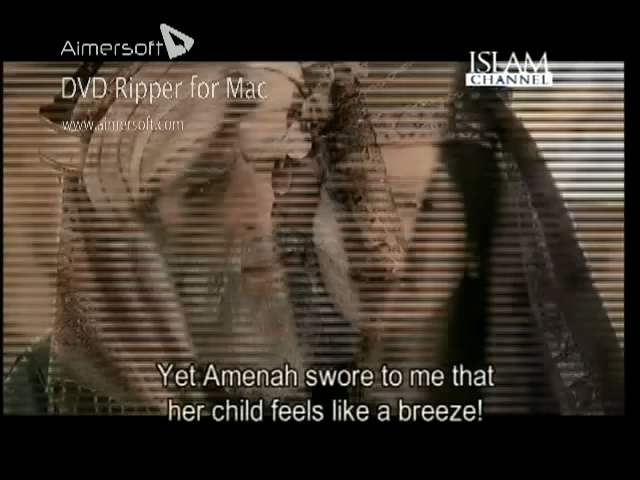 Aimersoft
ISLAM
CHANNEL
DVD Ripper for Mac
www.aimersoft.com
Yet Amenah swore to me that
her child feels like a breeze!